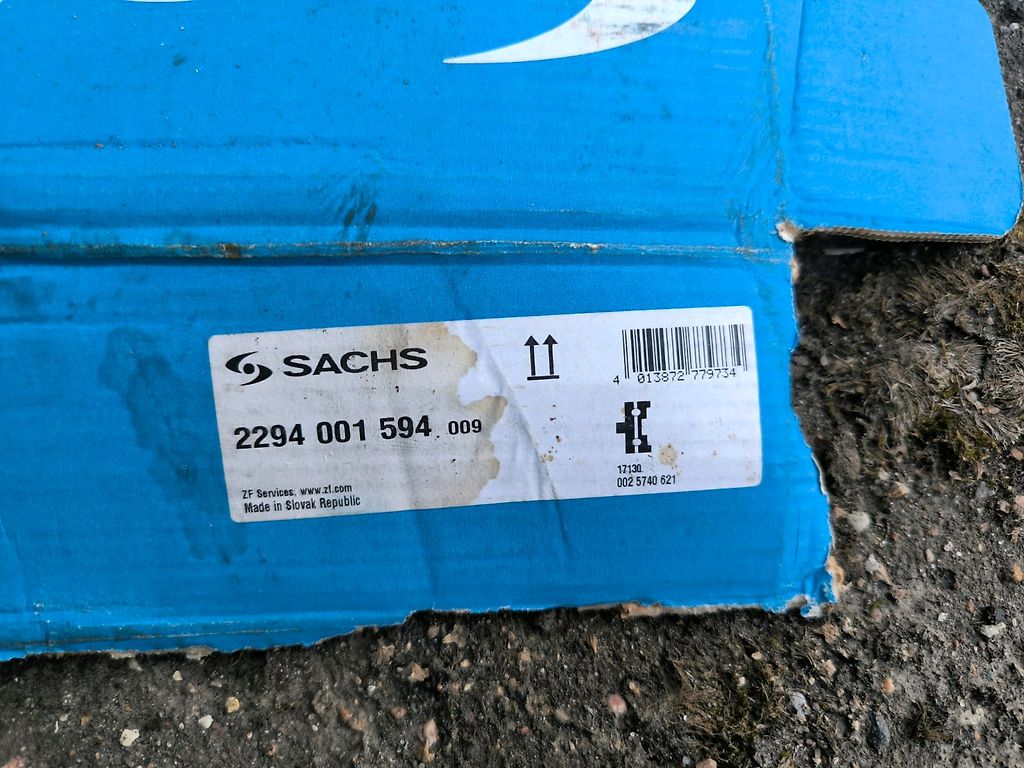 SACHS
4 013872 779734
2294 001 594 009
17130
002 5740 621
ZF Services. www.zf.com
Made in Slovak Republic